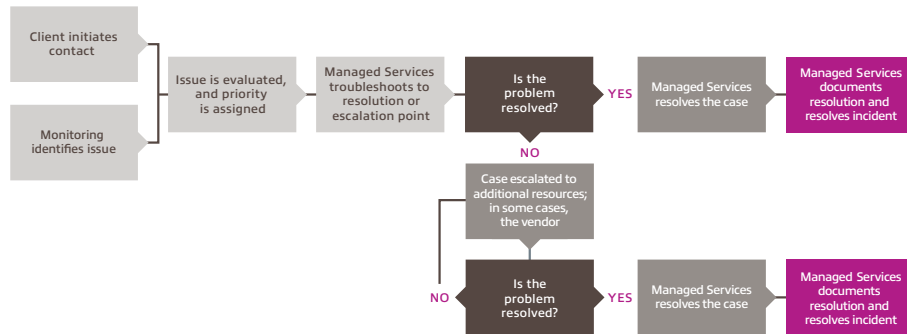 Client initiates
contact
Monitoring
identifies issue
Issue is evaluated,
and priority
is assigned
Managed Services
troubleshoots to
resolution or
escalation point
Is the
problem
resolved?
YES
Managed Services
resolves the case
Managed Services
documents
resolution and
resolves incident
NO
Case escalated to
additional resources;
in some cases,
the vendor
NO
Is the
problem
resolved?
YES
Managed Services
resolves the case
Managed Services
documents
resolution and
resolves incident